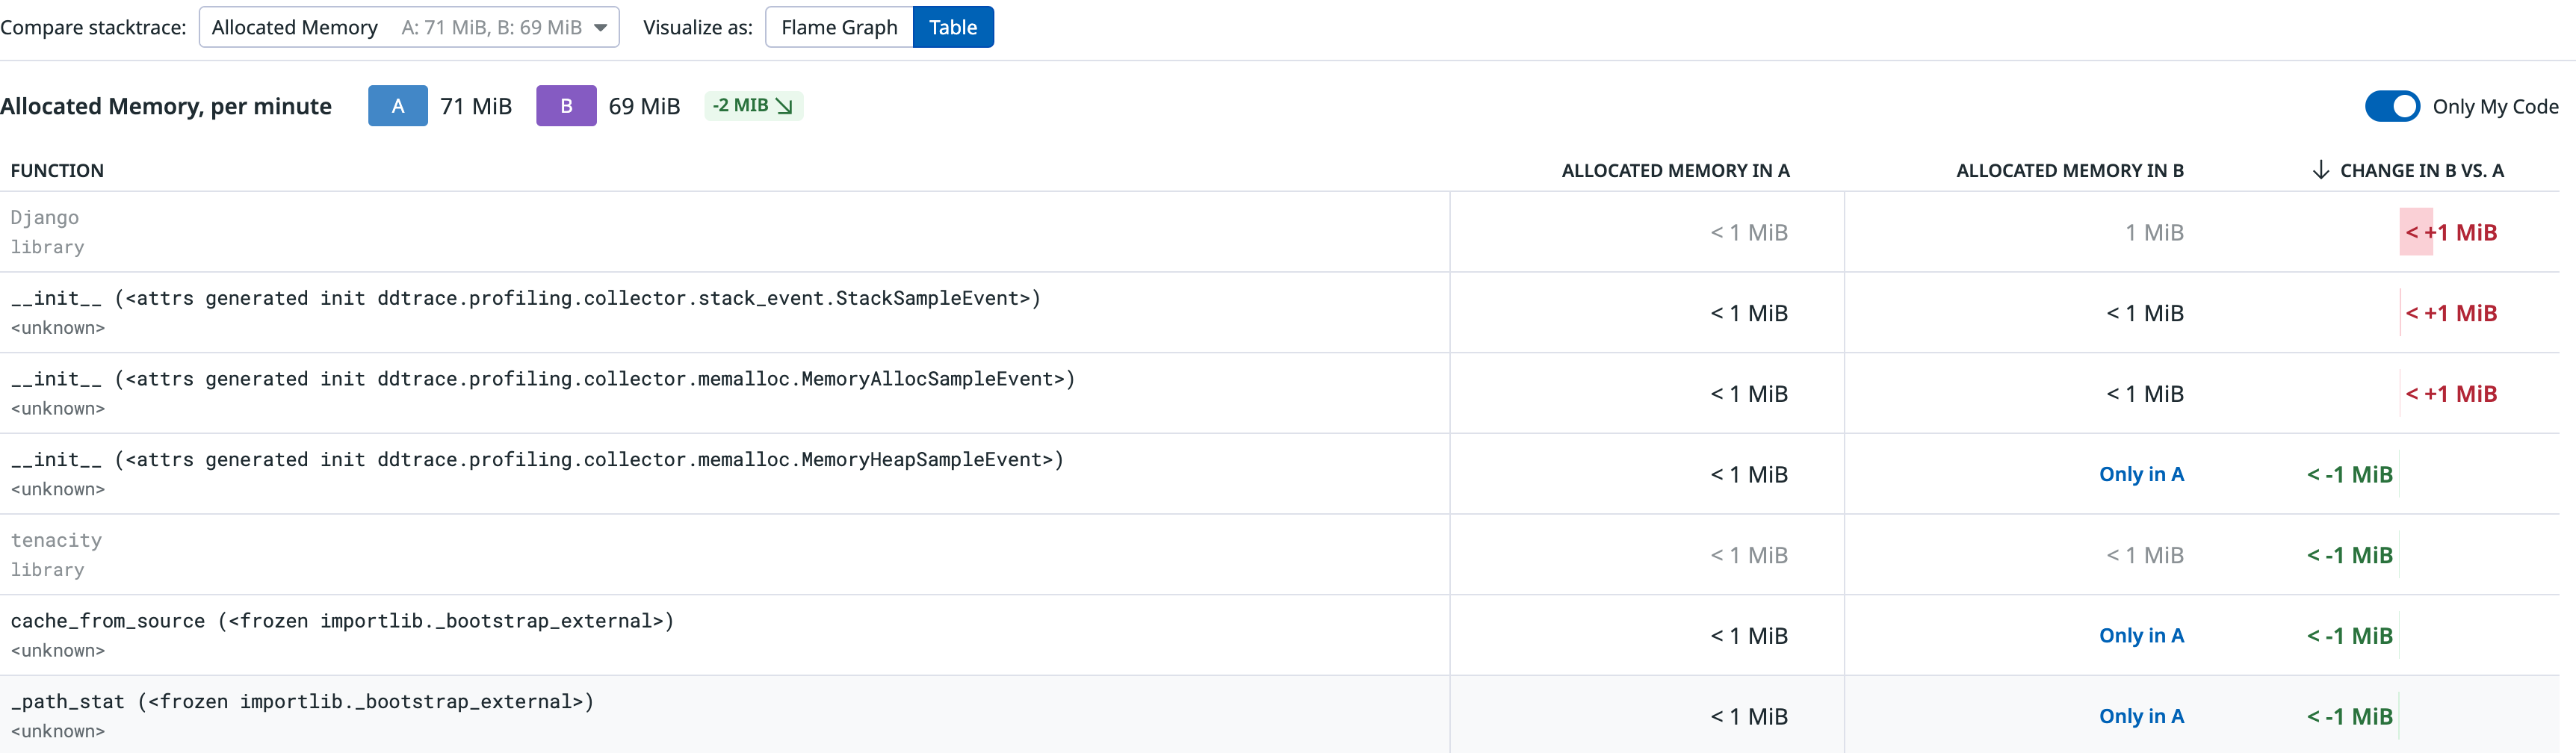 Compare stacktrace: Allocated Memory A: 71 MiB, B: 69 MiB Visualize as: Flame Graph Table
Allocated Memory, per minute A 71 MiB B 69 MiB -2 MIB Only My Code
FUNCTION ALLOCATED MEMORY IN A ALLOCATED MEMORY IN B ↓ CHANGE IN B VS. A
Django
library
< 1 MiB 1 MiB < +1 MiB
__init__ (<attrs generated init ddtrace.profiling.collector.stack_event.StackSampleEvent>)
<unknown>
< 1 MiB < 1 MiB < +1 MiB
__init__ (<attrs generated init ddtrace.profiling.collector.memalloc.MemoryAllocSampleEvent>)
<unknown>
< 1 MiB < 1 MiB < +1 MiB
__init__ (<attrs generated init ddtrace.profiling.collector.memalloc.MemoryHeapSampleEvent>)
<unknown>
< 1 MiB Only in A < -1 MiB
tenacity
library
< 1 MiB < 1 MiB < -1 MiB
cache_from_source (<frozen importlib._bootstrap_external>)
<unknown>
< 1 MiB Only in A < -1 MiB
_path_stat (<frozen importlib._bootstrap_external>)
<unknown>
< 1 MiB Only in A < -1 MiB